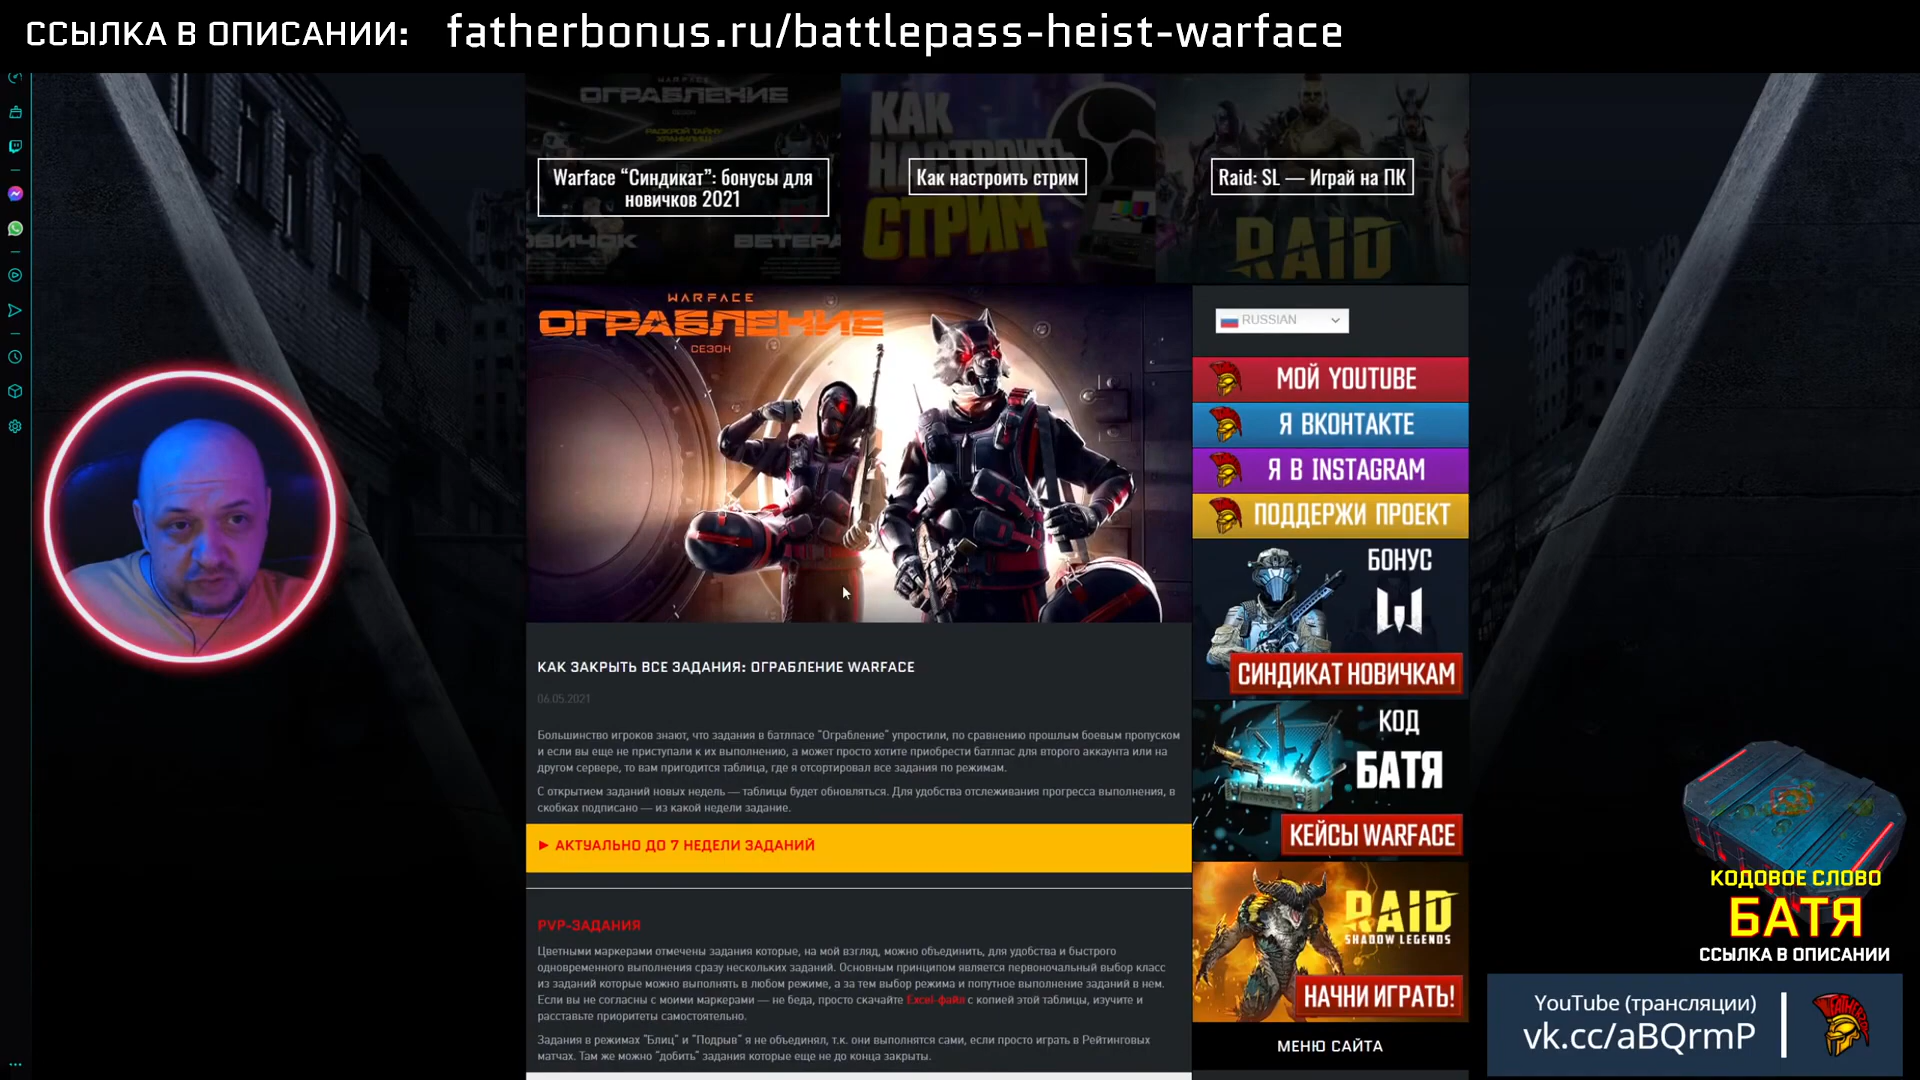 ССЫЛКА В ОПИСАНИИ: fatherbonus.ru/battlepass-heist-warface
ОГРАБЛЕНИЕ
КАК
НАСТРОИТЬ
СТРИМ
RAID
Warface “Синдикат”: бонусы для
новичков 2021
Как настроить стрим
Raid: SL — Играй на ПК
WARFACE
ОГРАБЛЕНИЕ
СЕЗОН
RUSSIAN
МОЙ YOUTUBE
Я ВКОНТАКТЕ
Я В INSTAGRAM
ПОДДЕРЖИ ПРОЕКТ
БОНУС
СИНДИКАТ НОВИЧКАМ
КОД
БАТЯ
КЕЙСЫ WARFACE
RAID
SHADOW LEGENDS
НАЧНИ ИГРАТЬ!
МЕНЮ САЙТА
КАК ЗАКРЫТЬ ВСЕ ЗАДАНИЯ: ОГРАБЛЕНИЕ WARFACE
06.05.2021
Большинство игроков знают, что задания в батлпасе "Ограбление" упростили, по сравнению прошлым боевым пропуском
и если вы еще не приступали к их выполнению, а может просто хотите приобрести батлпас для второго аккаунта или на
другом сервере, то вам пригодится таблица, где я отсортировал все задания по режимам.
С открытием заданий новых недель — таблицы будет обновляться. Для удобства отслеживания прогресса выполнения, в
скобках подписано — из какой недели задание.
► АКТУАЛЬНО ДО 7 НЕДЕЛИ ЗАДАНИЙ
PVP-ЗАДАНИЯ
Цветными маркерами отмечены задания которые, на мой взгляд, можно объединить, для удобства и быстрого
одновременного выполнения сразу нескольких заданий. Основным принципом является первоночальный выбор класс
из заданий которые можно выполнять в любом режиме, а за тем выбор режима и попутное выполнение заданий в нем.
Если вы не согласны с моими маркерами — не беда, просто скачайте Excel-файл с копией этой таблицы, изучите и
расставьте приоритеты самостоятельно.
Задания в режимах "Блиц" и "Подрыв" я не объединял, т.к. они выполнятся сами, если просто играть в Рейтинговых
матчах. Там же можно "добить" задания которые еще не до конца закрыты.
КОДОВОЕ СЛОВО
БАТЯ
ССЫЛКА В ОПИСАНИИ
YouTube (трансляции)
vk.cc/aBQrmP